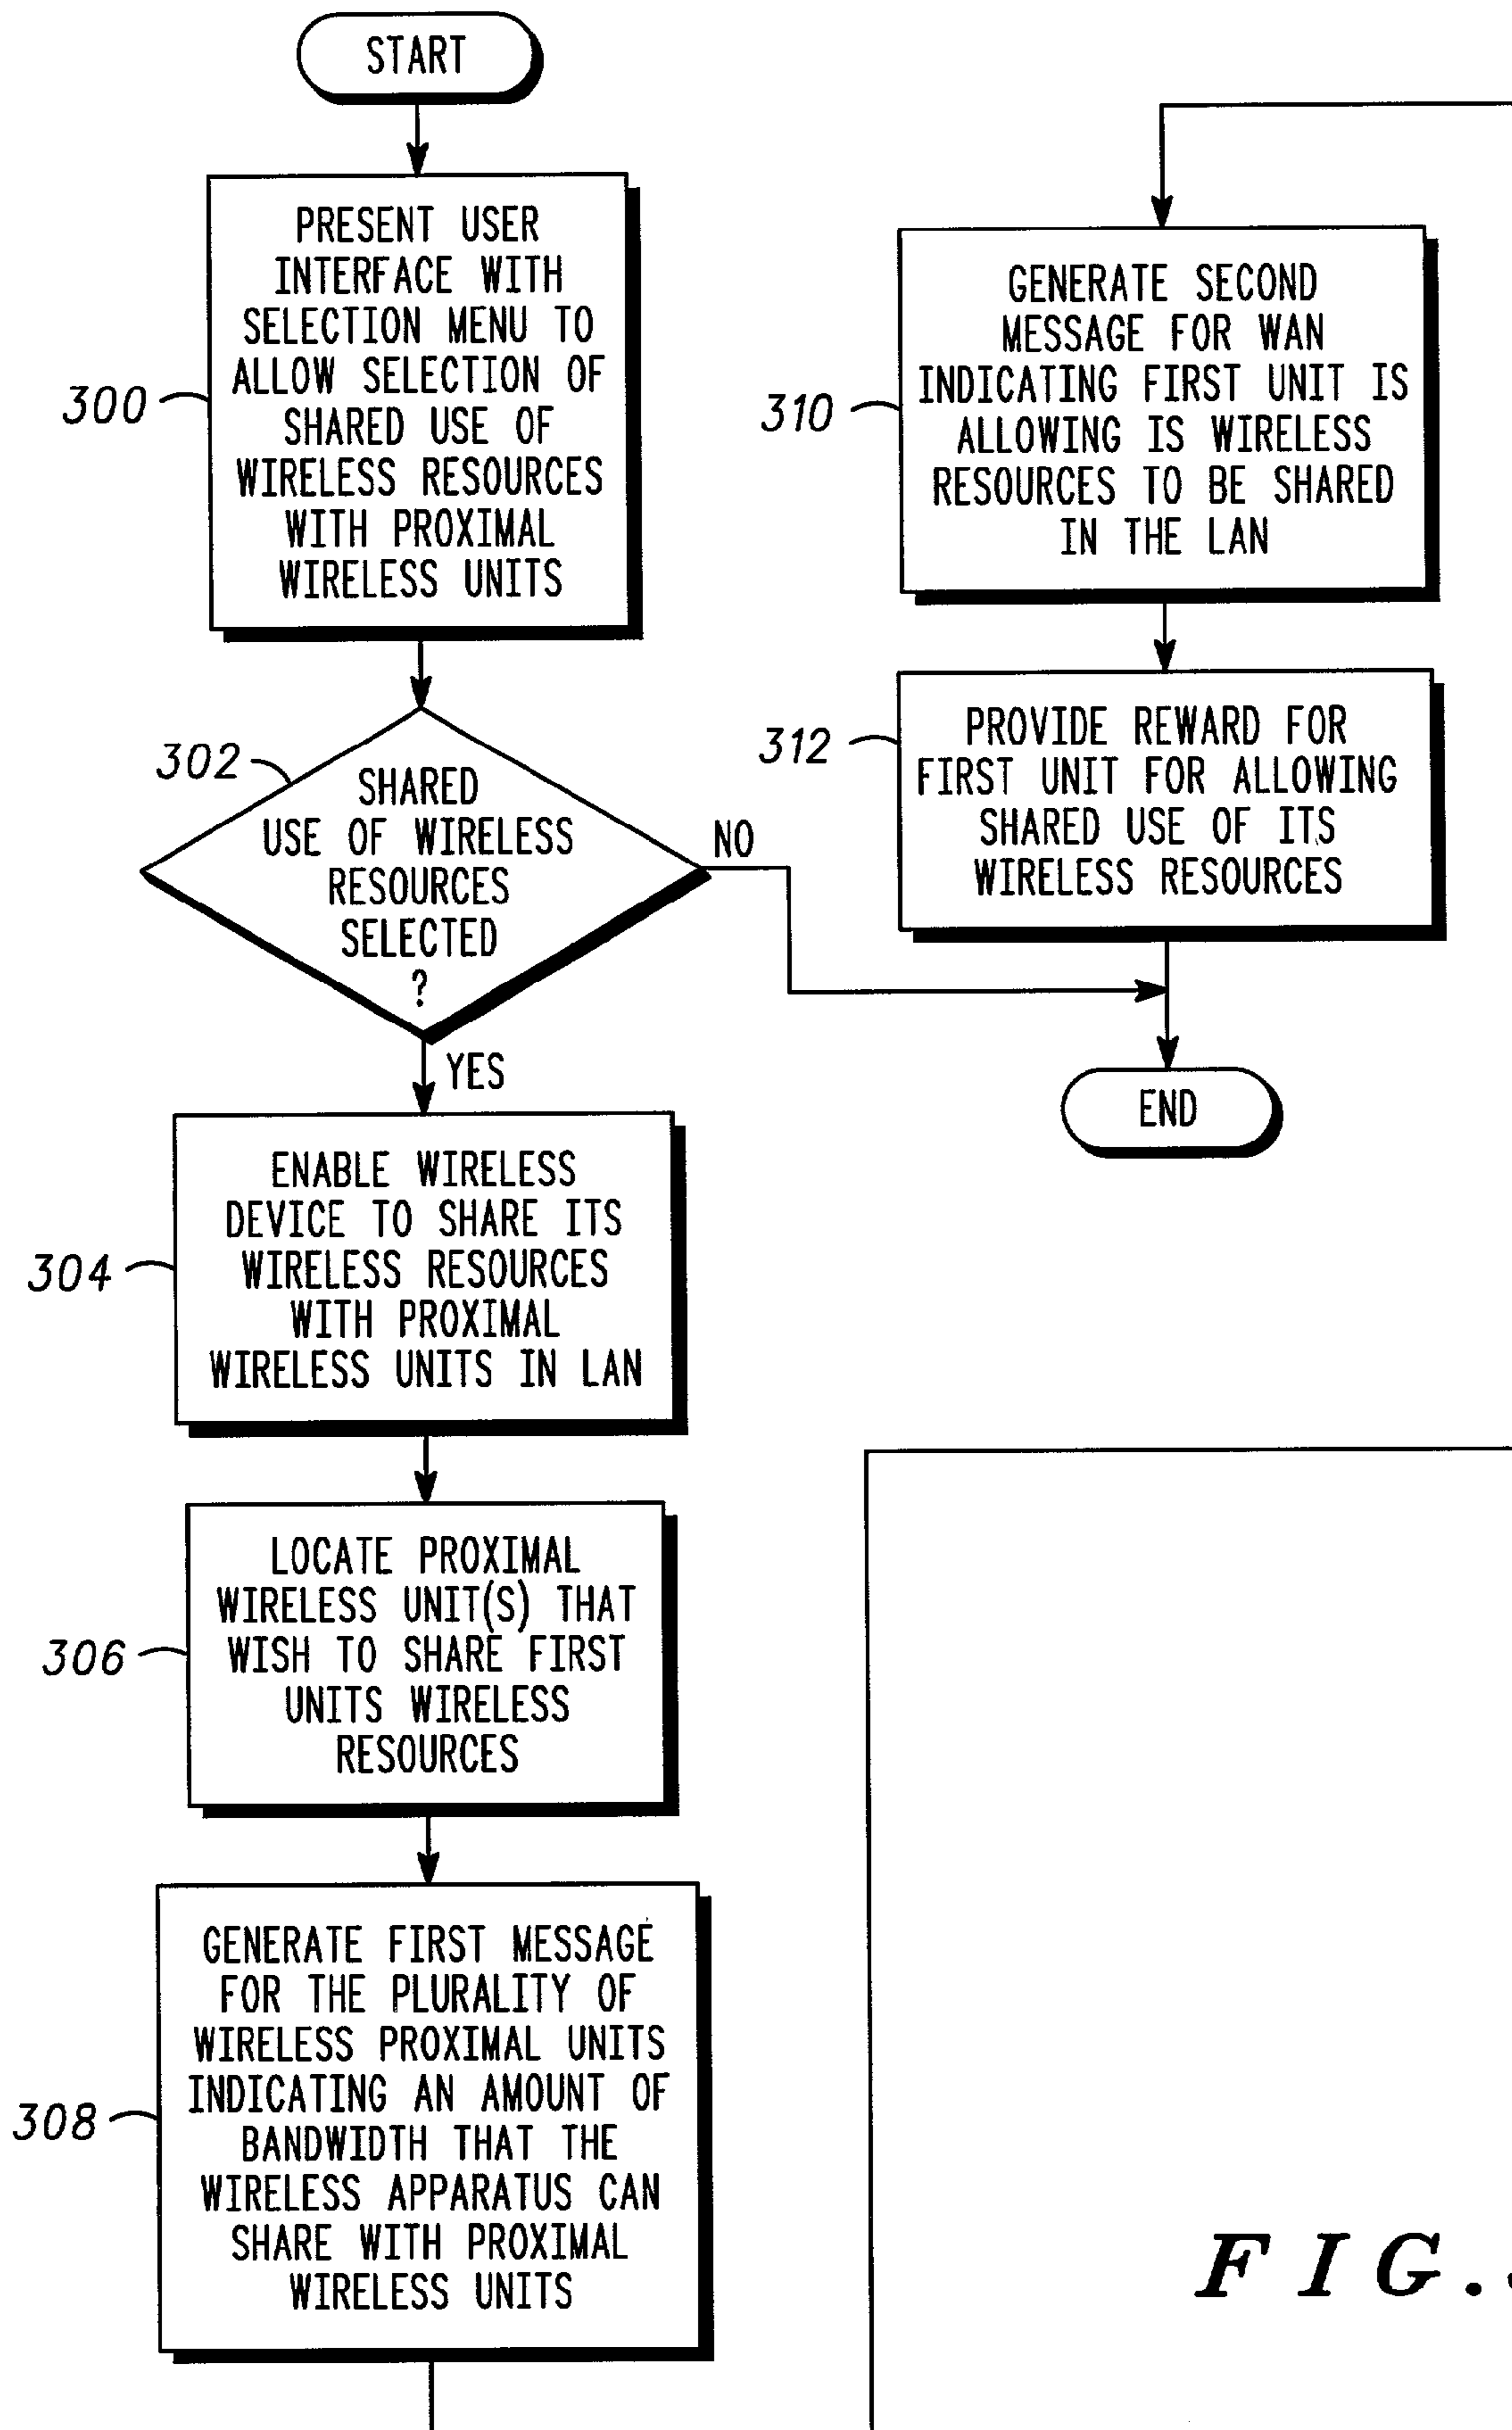 START
300
PRESENT USER
INTERFACE WITH
SELECTION MENU TO
ALLOW SELECTION OF
SHARED USE OF
WIRELESS RESOURCES
WITH PROXIMAL
WIRELESS UNITS
302
SHARED
USE OF WIRELESS
RESOURCES
SELECTED
?
NO
YES
304
ENABLE WIRELESS
DEVICE TO SHARE ITS
WIRELESS RESOURCES
WITH PROXIMAL
WIRELESS UNITS IN LAN
306
LOCATE PROXIMAL
WIRELESS UNIT(S) THAT
WISH TO SHARE FIRST
UNITS WIRELESS
RESOURCES
308
GENERATE FIRST MESSAGE
FOR THE PLURALITY OF
WIRELESS PROXIMAL UNITS
INDICATING AN AMOUNT OF
BANDWIDTH THAT THE
WIRELESS APPARATUS CAN
SHARE WITH PROXIMAL
WIRELESS UNITS
310
GENERATE SECOND
MESSAGE FOR WAN
INDICATING FIRST UNIT IS
ALLOWING IS WIRELESS
RESOURCES TO BE SHARED
IN THE LAN
312
PROVIDE REWARD FOR
FIRST UNIT FOR ALLOWING
SHARED USE OF ITS
WIRELESS RESOURCES
END
FIG.